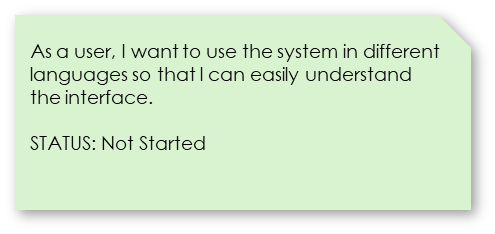 As a user, I want to use the system in different
languages so that I can easily understand
the interface.
STATUS: Not Started